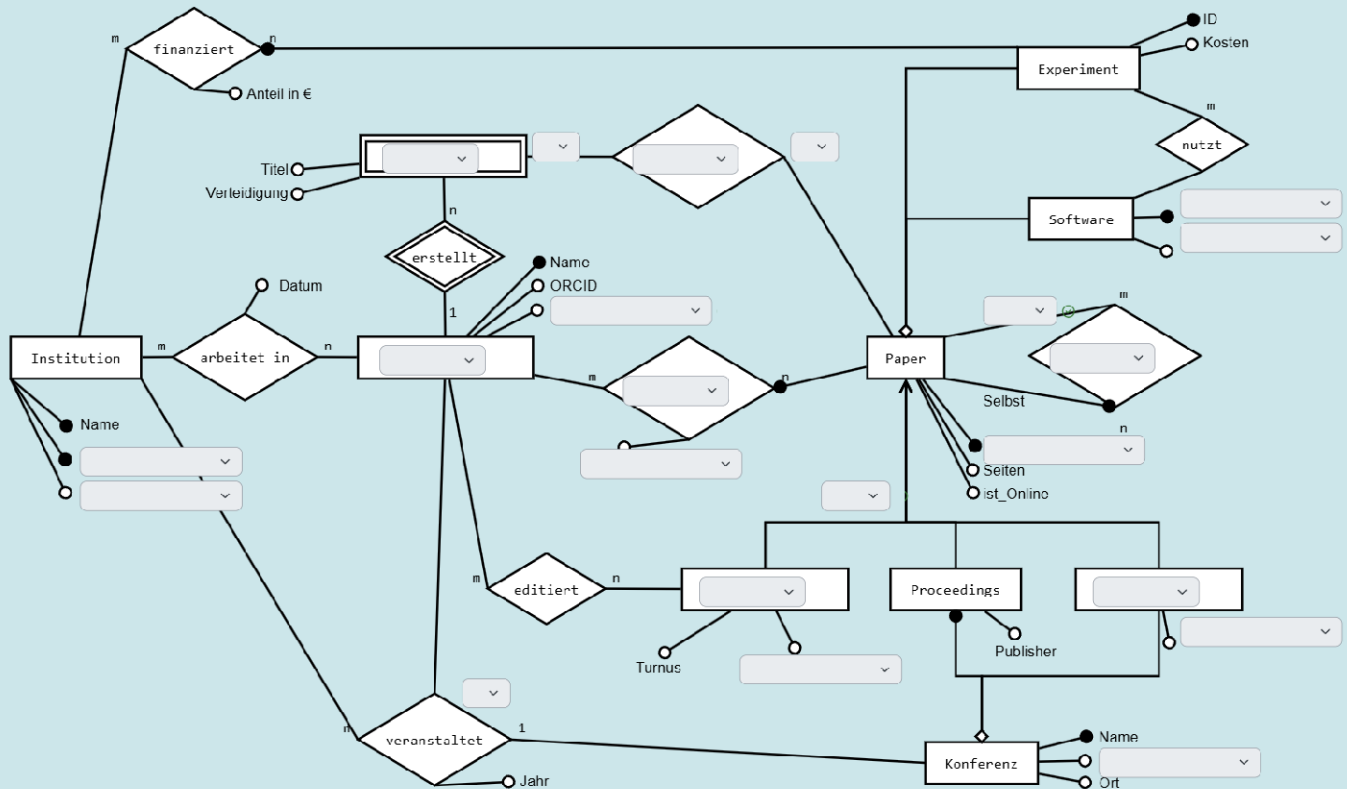 m
finanziert
n
Anteil in €
ID
Kosten
Experiment
m
nutzt
Titel
Verteidigung
n
erstellt
1
Software
Name
ORCID
Datum
Institution
m
arbeitet in
n
m
n
Paper
m
Selbst
n
Name
Seiten
ist_Online
m
editiert
n
Proceedings
Turnus
Publisher
n
veranstaltet
1
Jahr
Konferenz
Name
Ort